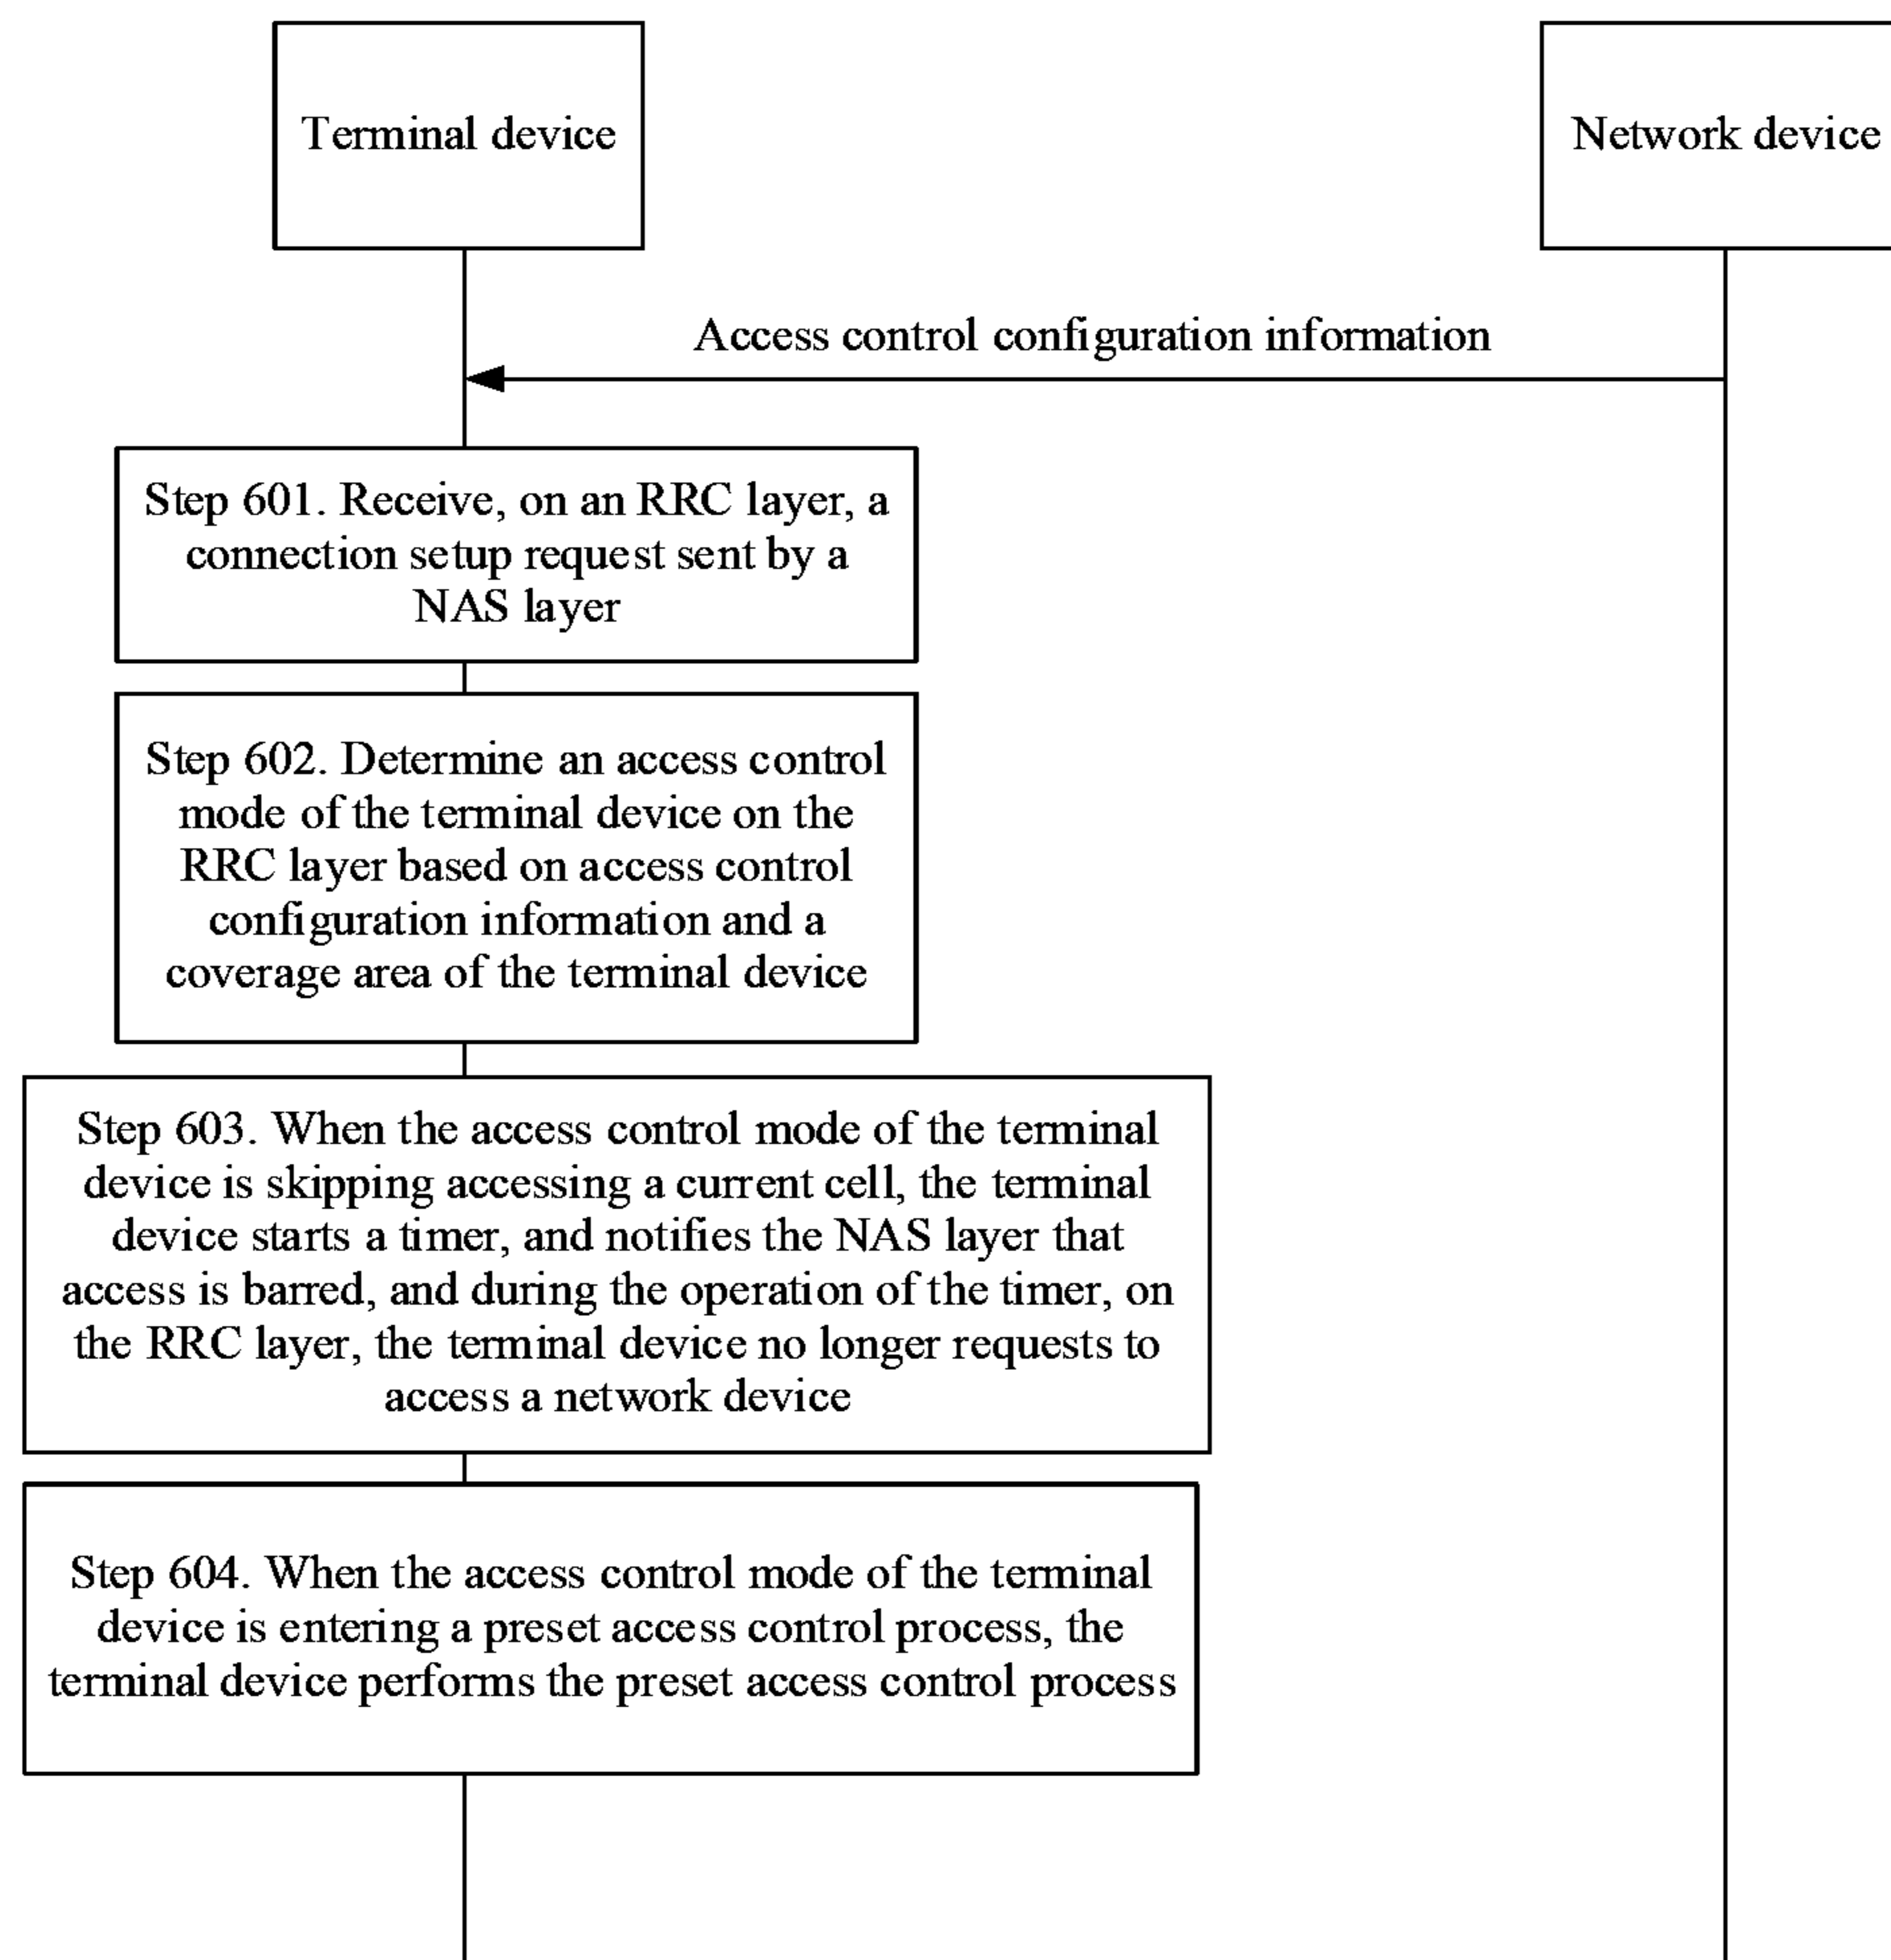 Terminal device
Network device
Access control configuration information
Step 601. Receive, on an RRC layer, a
connection setup request sent by a
NAS layer
Step 602. Determine an access control
mode of the terminal device on the
RRC layer based on access control
configuration information and a
coverage area of the terminal device
Step 603. When the access control mode of the terminal
device is skipping accessing a current cell, the terminal
device starts a timer, and notifies the NAS layer that
access is barred, and during the operation of the timer, on
the RRC layer, the terminal device no longer requests to
access a network device
Step 604. When the access control mode of the terminal
device is entering a preset access control process, the
terminal device performs the preset access control process